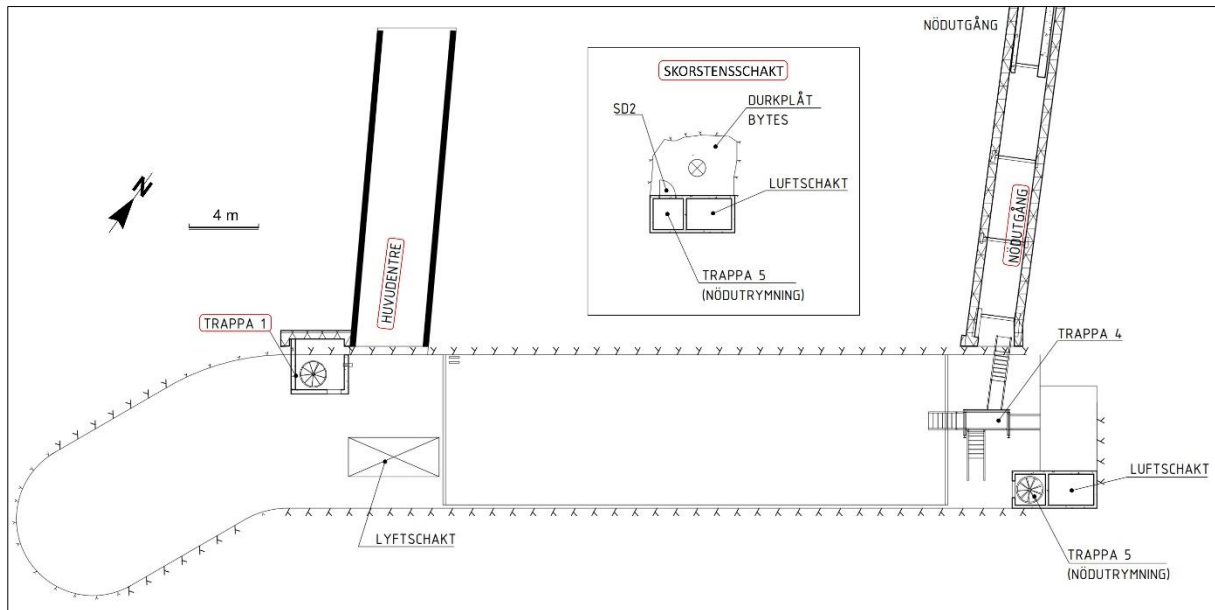 NÖDUTGÅNG
SKORSTENSSCHAKT
SD2
DURKPLÅT
BYTES
LUFTSCHAKT
TRAPPA 5
(NÖDUTRYMNING)
N
4 m
HUVUDENTRE
NÖDUTGÅNG
TRAPPA 1
TRAPPA 4
LUFTSCHAKT
LYFTSCHAKT
TRAPPA 5
(NÖDUTRYMNING)